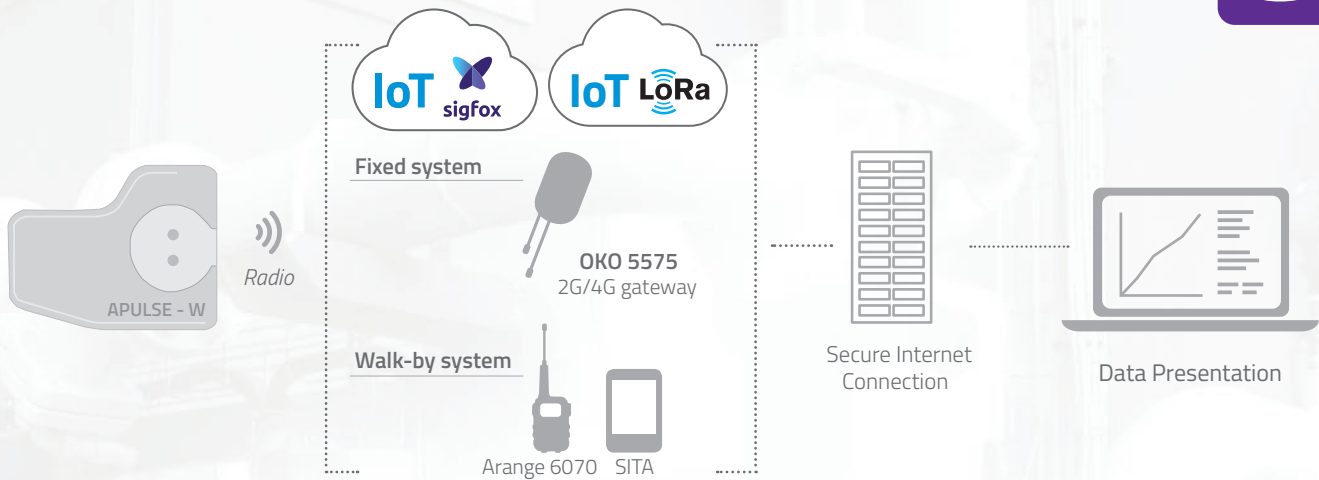 IoT
sigfox
IoT LoRa
Fixed system
OKO 5575
2G/4G gateway
APULSE - W
Radio
Walk-by system
Arange 6070
SITA
Secure Internet
Connection
Data Presentation